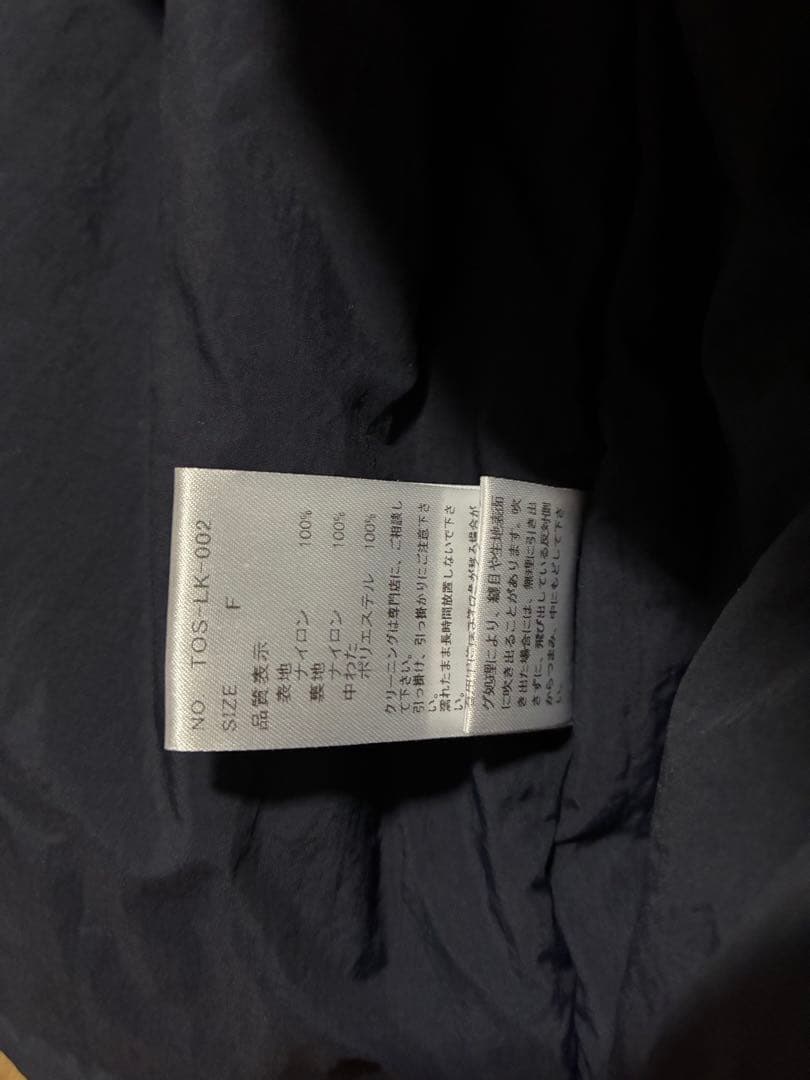 NO TOS-LK-002
SIZE F
品質表示
表地
ナイロン 100%
裏地
ナイロン 100%
中わた
ポリエステル 100%
クリーニングは専門店に、ご相談し
て下さい。
引っ掛け、引っ掛かりにご注意下さ
い。
濡れたまま長時間放置しないで下さ
い。
グ処理により、縫目や生地表面
に吹き出ることがあります。吹
き出た場合には、無理に引き出
さずに、飛び出している反対側
からつまみ、中にもどして下さ
い。